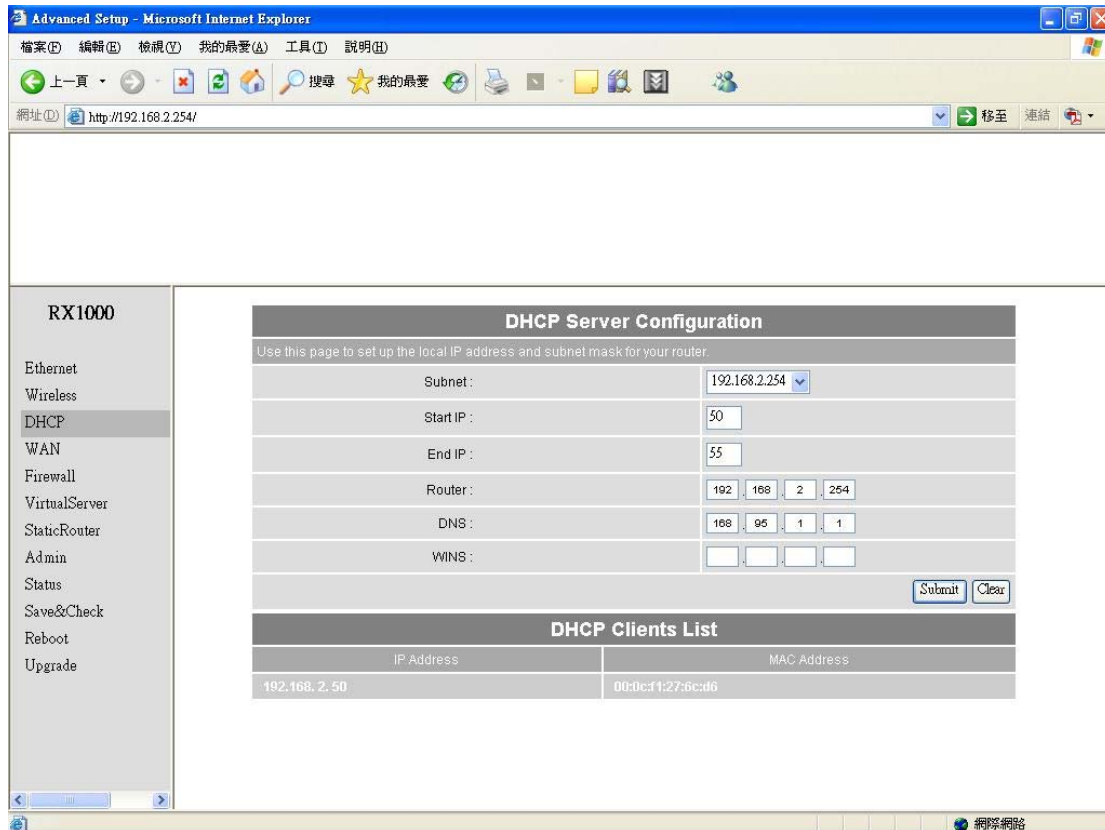 Advanced Setup - Microsoft Internet Explorer
檔案(F) 編輯(E) 檢視(V) 我的最愛(A) 工具(T) 說明(H)
上一頁 搜尋 我的最愛
網址(D) http://192.168.2.254/ 移至 連結
RX1000
Ethernet
Wireless
DHCP
WAN
Firewall
VirtualServer
StaticRouter
Admin
Status
Save&Check
Reboot
Upgrade
DHCP Server Configuration
Use this page to set up the local IP address and subnet mask for your router.
Subnet : 192.168.2.254
Start IP : 50
End IP : 55
Router : 192 . 168 . 2 . 254
DNS : 168 . 95 . 1 . 1
WINS : . . .
Submit Clear
DHCP Clients List
IP Address MAC Address
192.168. 2. 50 00:0c:f1:27:6c:d6
網際網路